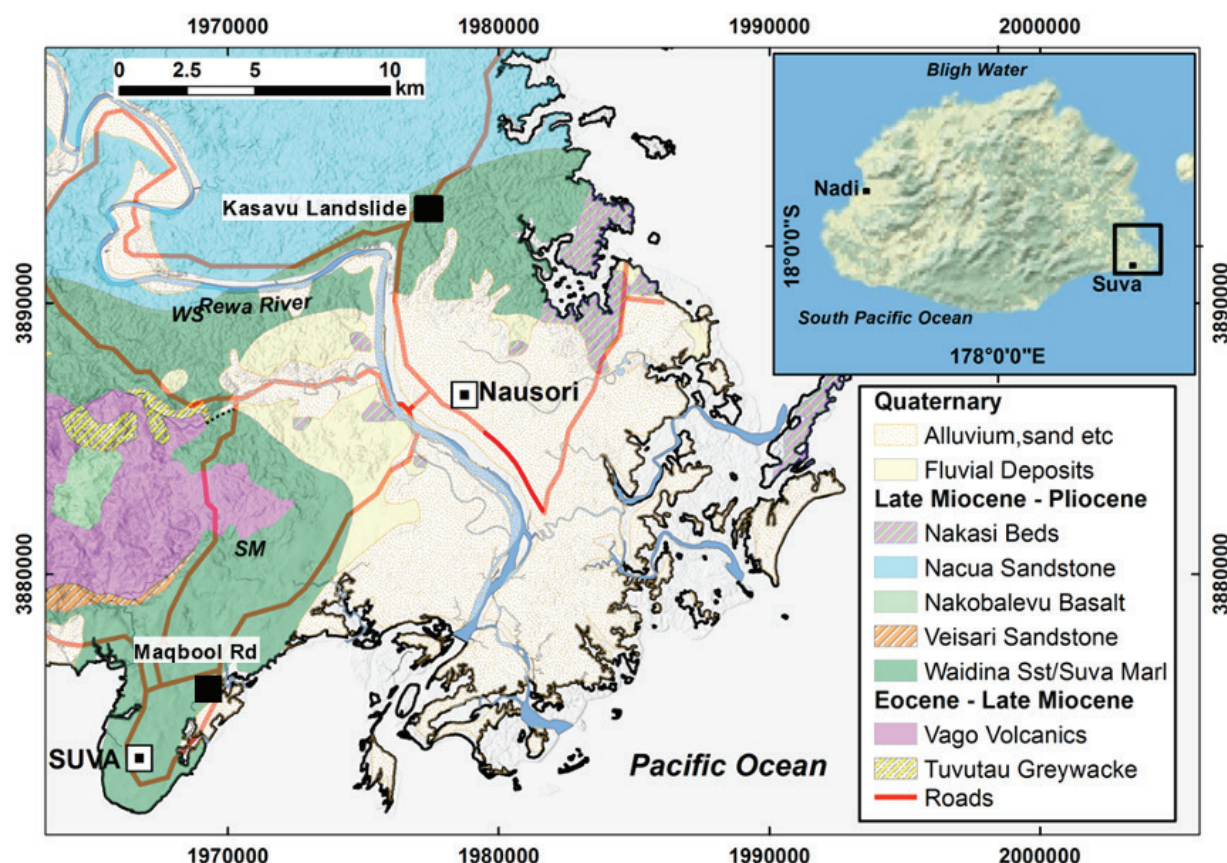 1970000 1980000 1990000 2000000
0 2.5 5 10
km
Kasavu Landslide
WS
Rewa River
Nausori
SM
Maqbool Rd
SUVA
Pacific Ocean
3890000
3880000
Bligh Water
Nadi
Suva
18°0'0"S
South Pacific Ocean
178°0'0"E
3890000
3880000
Quaternary
Alluvium,sand etc
Fluvial Deposits
Late Miocene - Pliocene
Nakasi Beds
Nacua Sandstone
Nakobalevu Basalt
Veisari Sandstone
Waidina Sst/Suva Marl
Eocene - Late Miocene
Vago Volcanics
Tuvutau Greywacke
Roads
1970000 1980000 1990000 2000000